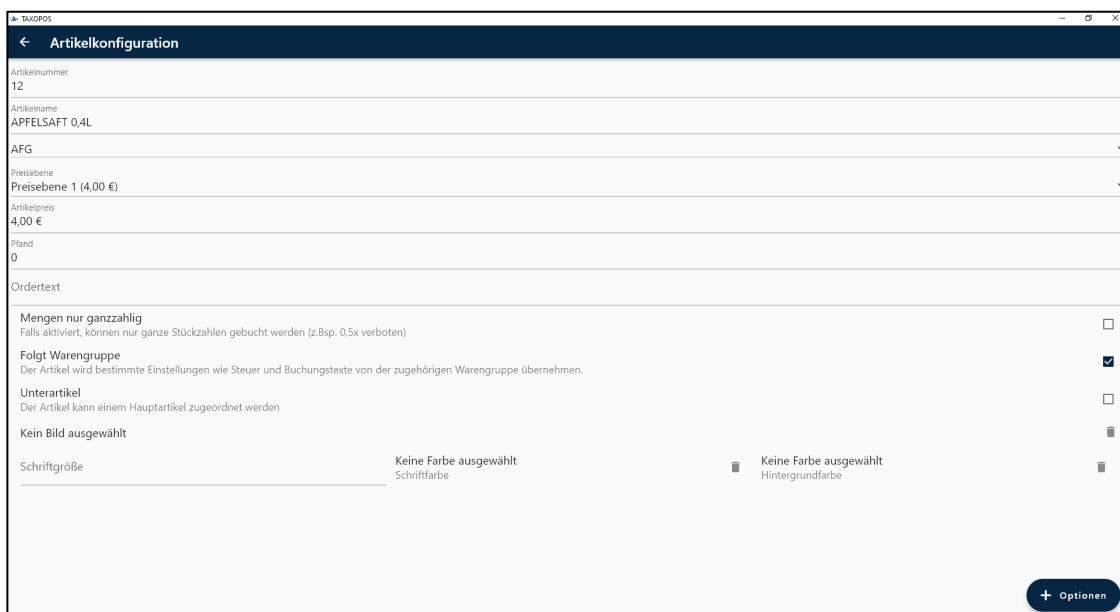 TAXOPOS
Artikelkonfiguration
Artikelnummer
12
Artikelname
APFELSAFT 0,4L
AFG
Preisebene
Preisebene 1 (4,00 €)
Artikelpreis
4,00 €
Pfand
0
Ordertext
Mengen nur ganzzahlig
Falls aktiviert, können nur ganze Stückzahlen gebucht werden (z.Bsp. 0,5x verboten)
Folgt Warengruppe
Der Artikel wird bestimmte Einstellungen wie Steuer und Buchungstexte von der zugehörigen Warengruppe übernehmen.
Unterartikel
Der Artikel kann einem Hauptartikel zugeordnet werden
Kein Bild ausgewählt
Schriftgröße
Keine Farbe ausgewählt
Schriftfarbe
Keine Farbe ausgewählt
Hintergrundfarbe
+ Optionen